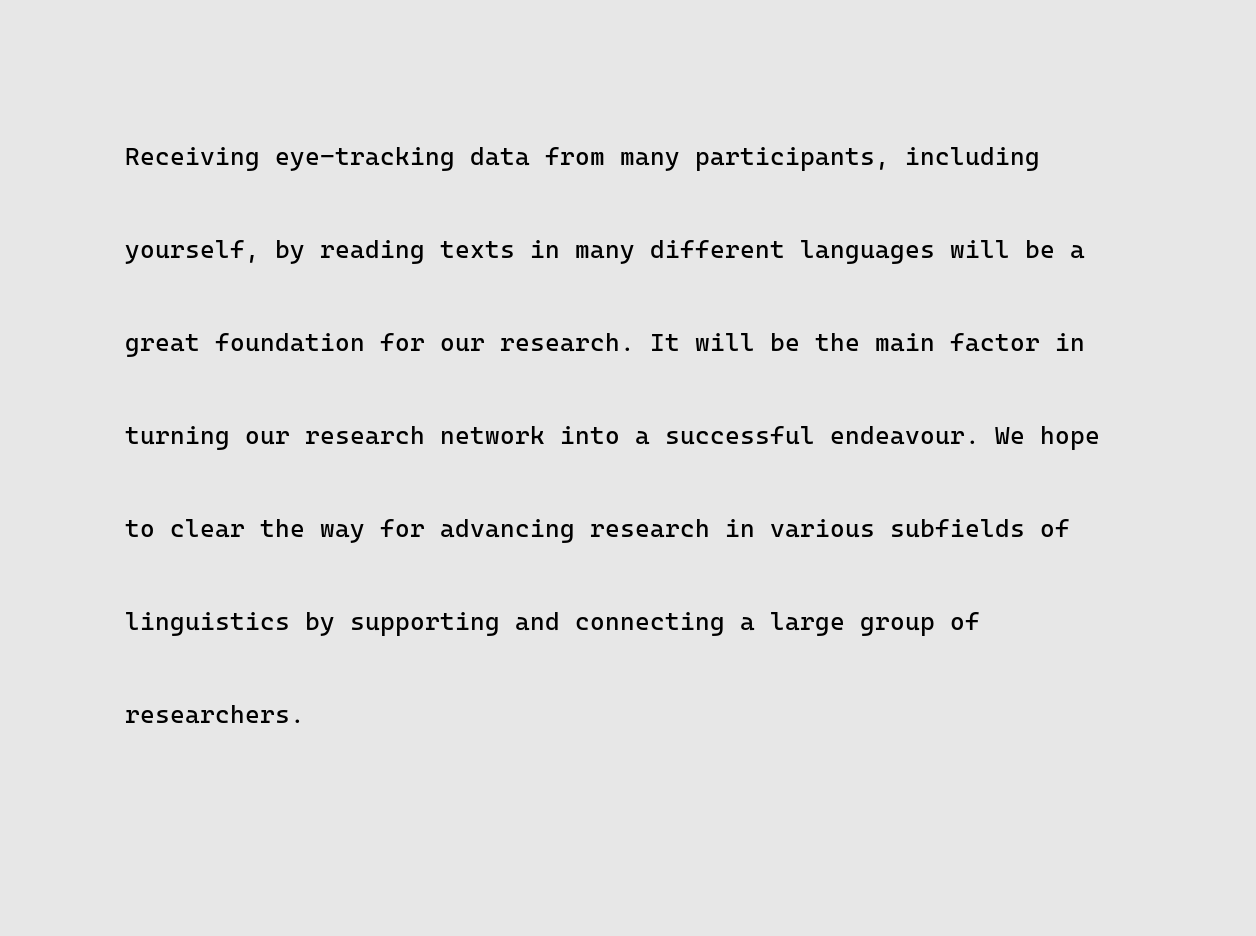 Receiving eye-tracking data from many participants, including
yourself, by reading texts in many different languages will be a
great foundation for our research. It will be the main factor in
turning our research network into a successful endeavour. We hope
to clear the way for advancing research in various subfields of
linguistics by supporting and connecting a large group of
researchers.